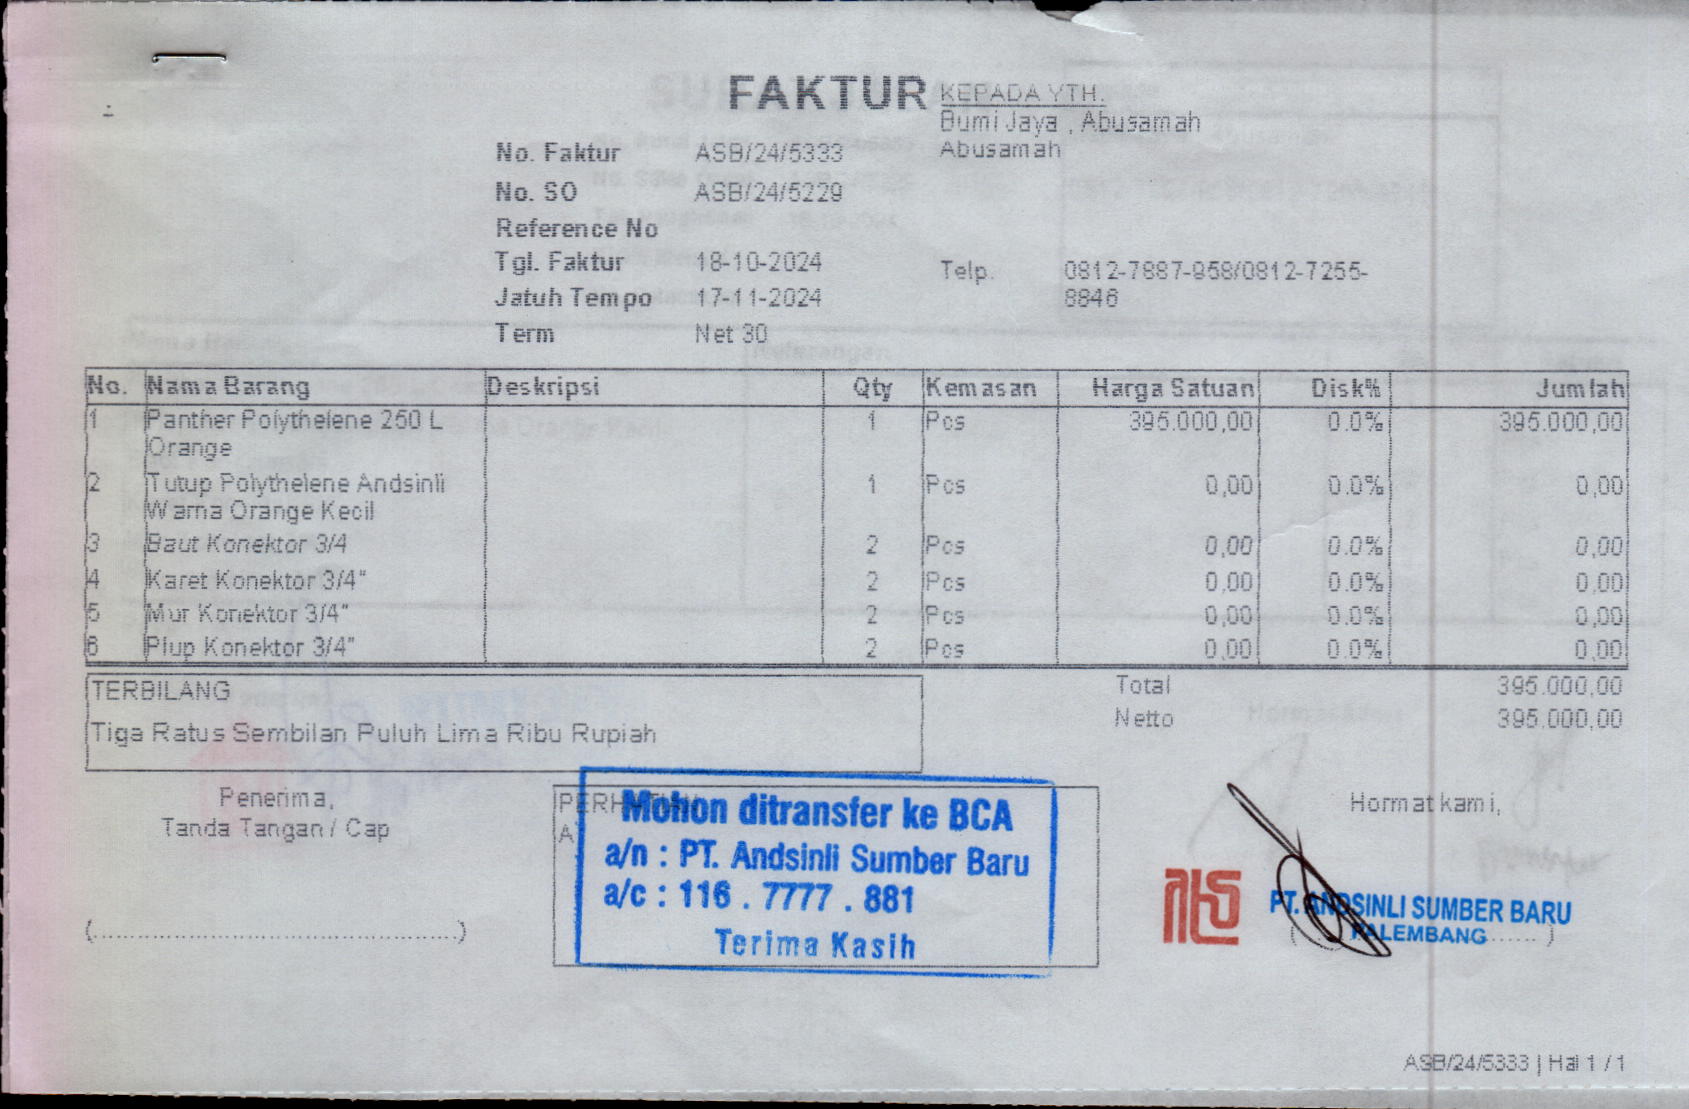 FAKTUR
KEPADA YTH.
Bumi Jaya , Abusamah
Abusamah
No. Faktur ASB/24/5333
No. SO ASB/24/5229
Reference No
Tgl. Faktur 18-10-2024
Jatuh Tempo 17-11-2024
Term Net 30
Telp. 0812-7887-958/0812-7255-
8846
No. Nama Barang Deskripsi Qty Kemasan Harga Satuan Disk% Jumlah
1 Panther Polythelene 250 L 1 Pcs 395.000,00 0.0% 395.000,00
Orange
2 Tutup Polythelene Andsinli 1 Pcs 0,00 0.0% 0,00
Warna Orange Kecil
3 Baut Konektor 3/4 2 Pcs 0,00 0.0% 0,00
4 Karet Konektor 3/4" 2 Pcs 0,00 0.0% 0,00
5 Mur Konektor 3/4" 2 Pcs 0,00 0.0% 0,00
6 Plup Konektor 3/4" 2 Pcs 0,00 0.0% 0,00
TERBILANG
Tiga Ratus Sembilan Puluh Lima Ribu Rupiah
Total 395.000,00
Netto 395.000,00
Penerima,
Tanda Tangan / Cap
Mohon ditransfer ke BCA
a/n : PT. Andsinli Sumber Baru
a/c : 116 . 7777 . 881
Terima Kasih
Hormat kami,
PT. ANDSINLI SUMBER BARU
PALEMBANG
ASB/24/5333 | Hal 1 / 1